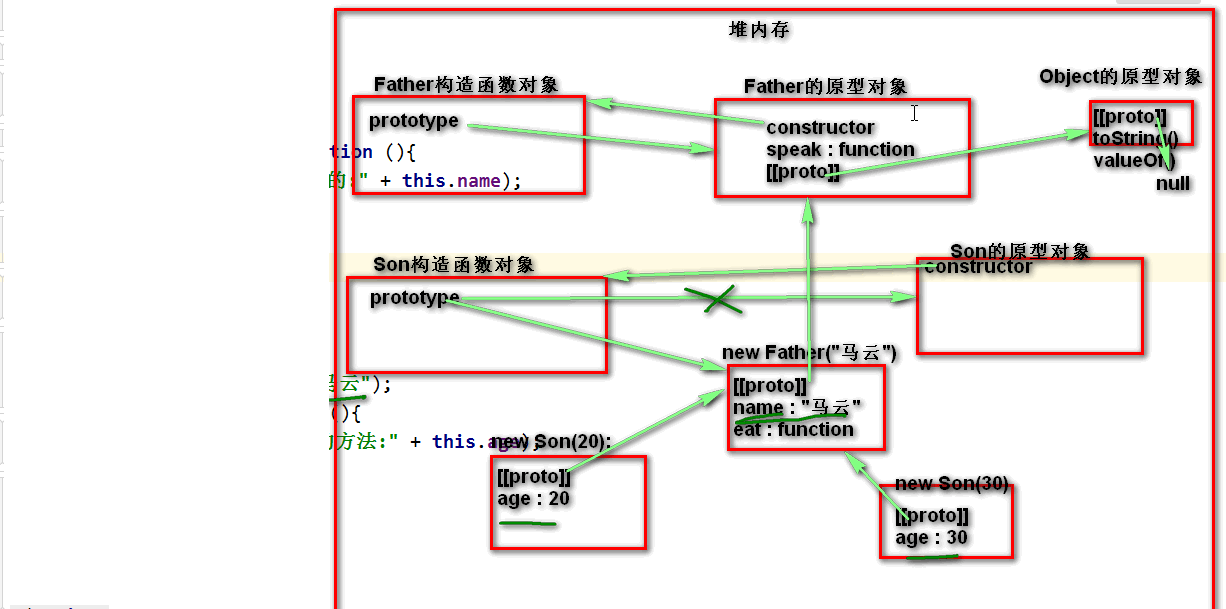 堆内存
Father构造函数对象
Father的原型对象
Object的原型对象
prototype
constructor
speak : function
[[proto]]
[[proto]]
toString()
valueOf()
null
tion (){
的:" + this.name);
Son构造函数对象
Son的原型对象
prototype
constructor
new Father("马云")
[[proto]]
name : "马云"
eat : function
马云");
(){
方法:" + this.age);
new Son(20):
[[proto]]
age : 20
new Son(30)
[[proto]]
age : 30